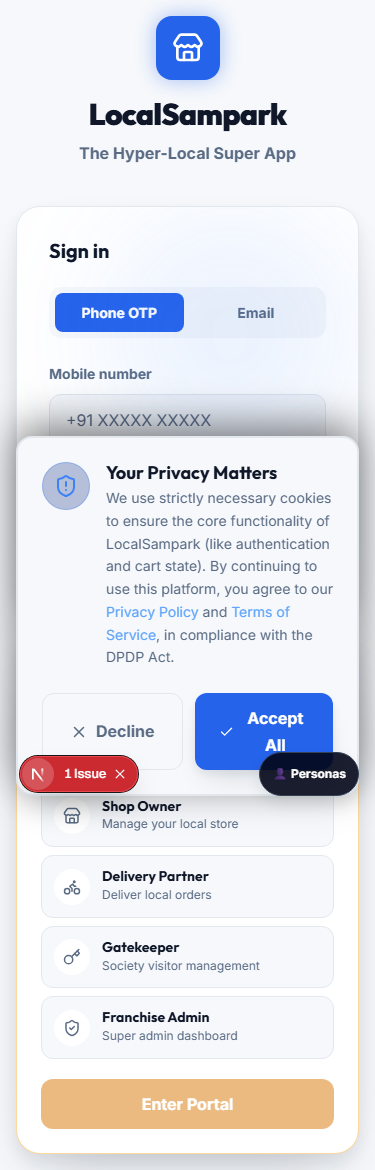 LocalSampark
The Hyper-Local Super App
Sign in
Phone OTP
Email
Mobile number
+91 XXXXX XXXXX
Your Privacy Matters
We use strictly necessary cookies
to ensure the core functionality of
LocalSampark (like authentication
and cart state). By continuing to
use this platform, you agree to our
Privacy Policy and Terms of
Service, in compliance with the
DPDP Act.
Decline
Accept
All
N
1 Issue
Personas
Shop Owner
Manage your local store
Delivery Partner
Deliver local orders
Gatekeeper
Society visitor management
Franchise Admin
Super admin dashboard
Enter Portal